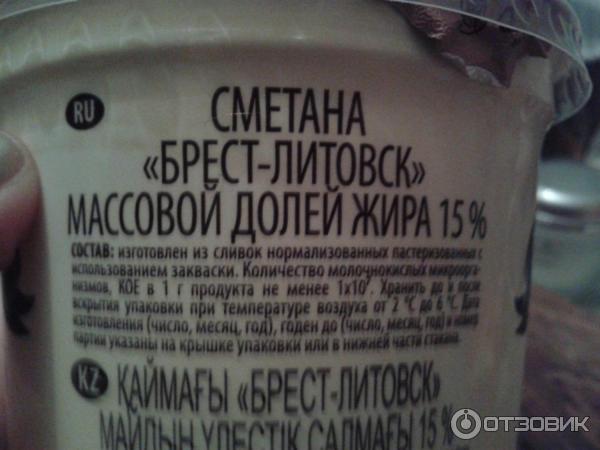 RU
СМЕТАНА
«БРЕСТ-ЛИТОВСК»
МАССОВОЙ ДОЛЕЙ ЖИРА 15 %
СОСТАВ: изготовлен из сливок нормализованных пастеризованных с
использованием закваски. Количество молочнокислых микроорга-
низмов, КОЕ в 1 г продукта не менее 1х10⁷. Хранить до и после
вскрытия упаковки при температуре воздуха от 2 °С до 6 °С. Дата
изготовления (число, месяц, год), годен до (число, месяц, год) и номер
партии указаны на крышке упаковки или в нижней части стакана.
KZ
ҚАЙМАҒЫ «БРЕСТ-ЛИТОВСК»
МАЙДЫҢ ҮЛЕСТІК САЛМАҒЫ 15 %
ОТЗОВИК